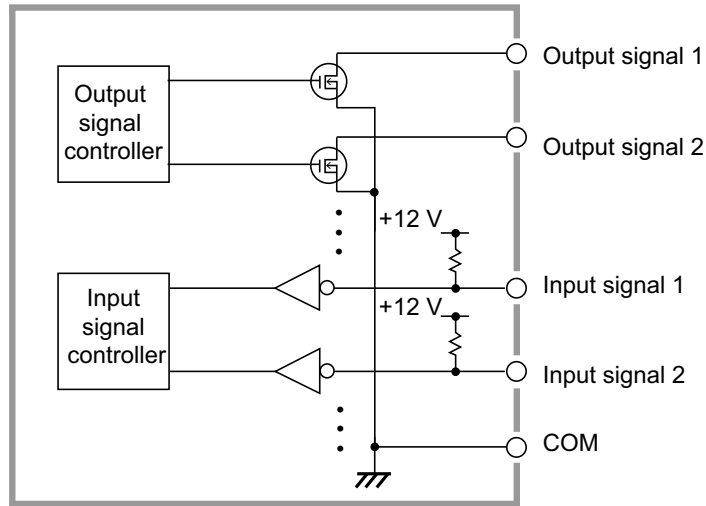 Output signal 1
Output
signal
controller
Output signal 2
+12 V
Input signal 1
Input
signal
controller
+12 V
Input signal 2
COM